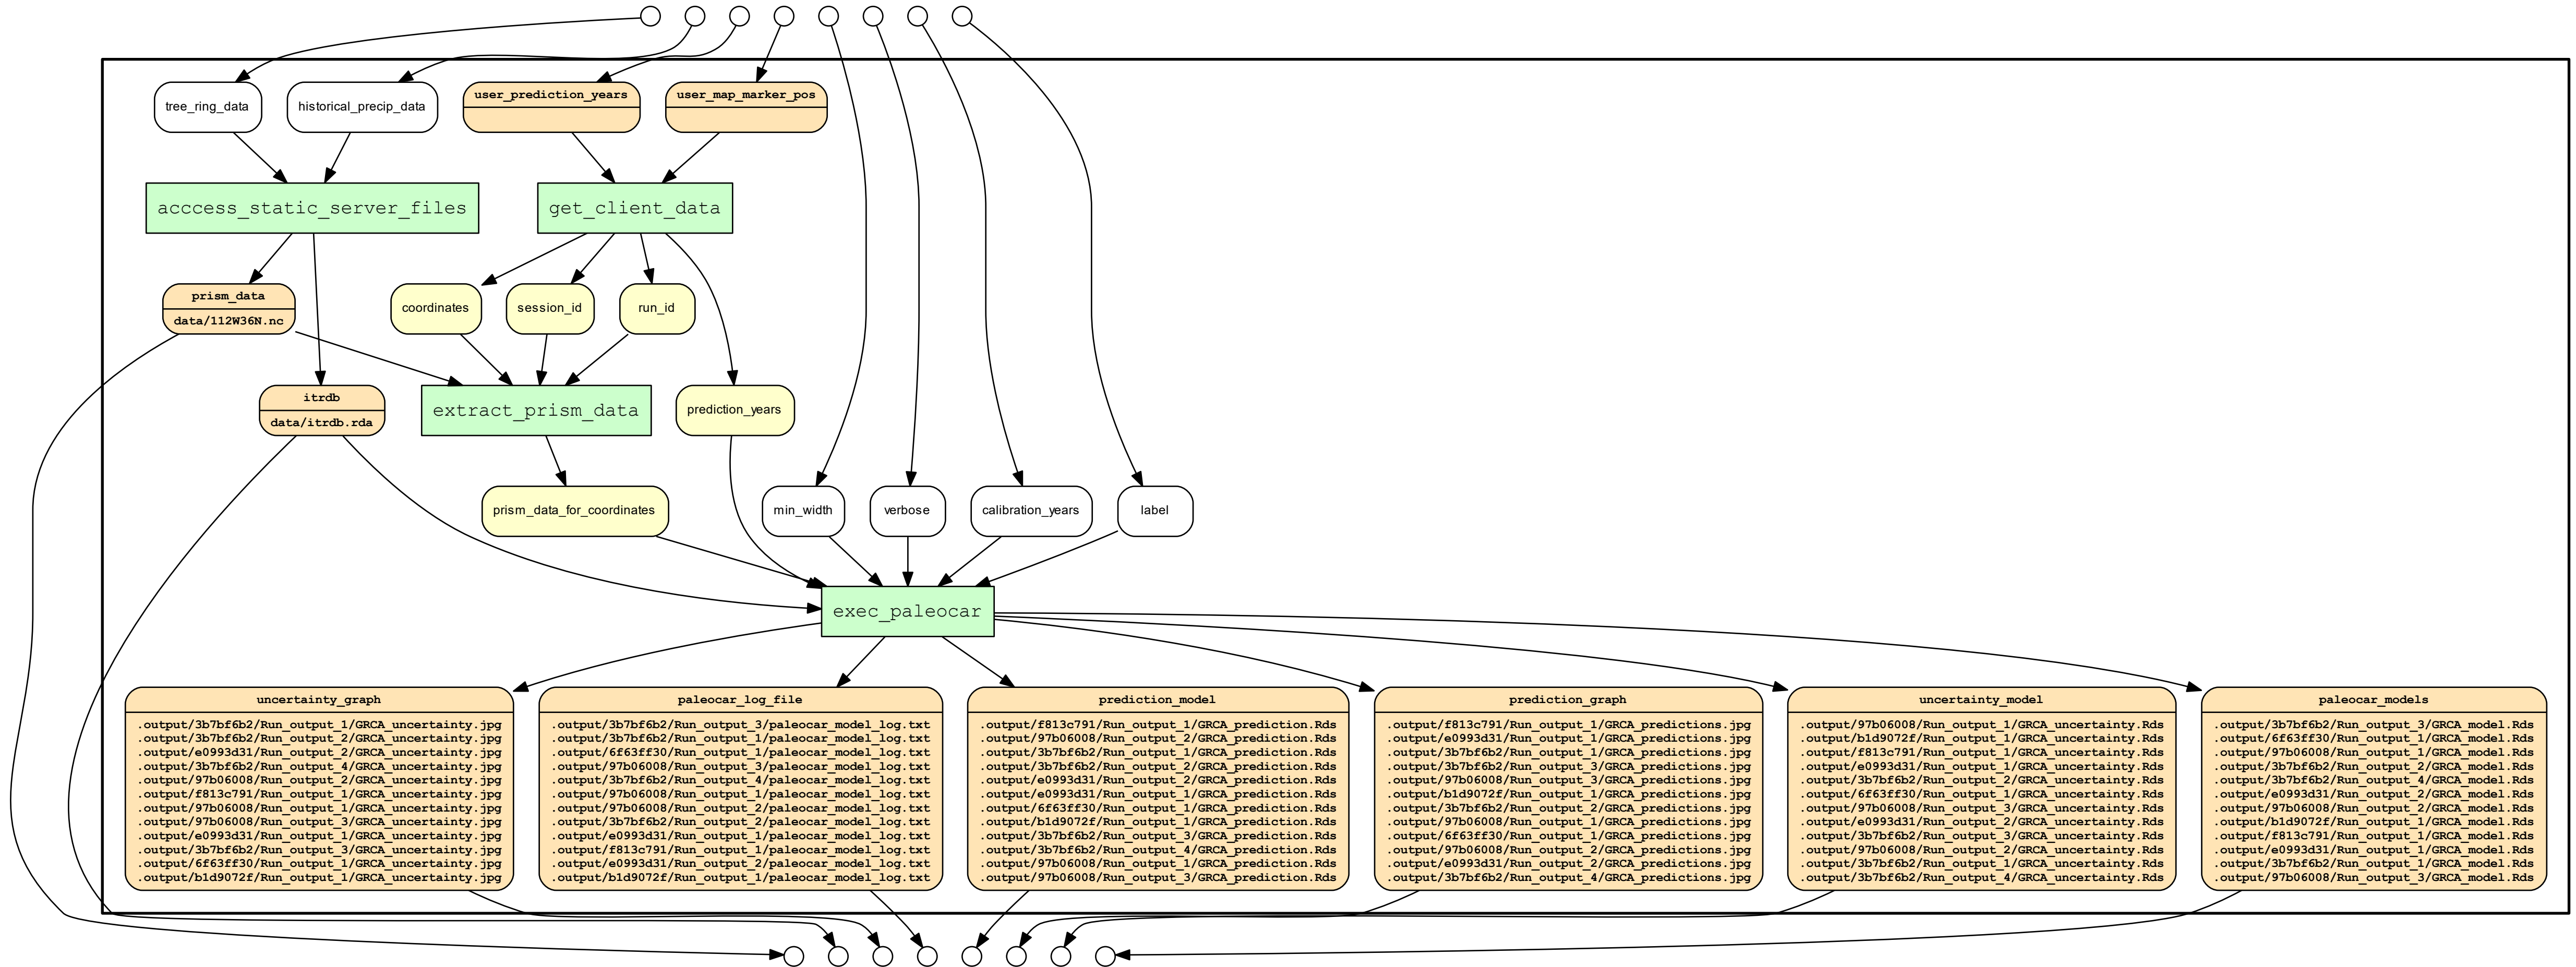 tree_ring_data
historical_precip_data
user_prediction_years
user_map_marker_pos
acccess_static_server_files
get_client_data
prism_data
data/112W36N.nc
coordinates
session_id
run_id
itrdb
data/itrdb.rda
extract_prism_data
prediction_years
prism_data_for_coordinates
min_width
verbose
calibration_years
label
exec_paleocar
uncertainty_graph
.output/3b7bf6b2/Run_output_1/GRCA_uncertainty.jpg
.output/3b7bf6b2/Run_output_2/GRCA_uncertainty.jpg
.output/e0993d31/Run_output_2/GRCA_uncertainty.jpg
.output/3b7bf6b2/Run_output_4/GRCA_uncertainty.jpg
.output/97b06008/Run_output_2/GRCA_uncertainty.jpg
.output/f813c791/Run_output_1/GRCA_uncertainty.jpg
.output/97b06008/Run_output_1/GRCA_uncertainty.jpg
.output/97b06008/Run_output_3/GRCA_uncertainty.jpg
.output/e0993d31/Run_output_1/GRCA_uncertainty.jpg
.output/3b7bf6b2/Run_output_3/GRCA_uncertainty.jpg
.output/6f63ff30/Run_output_1/GRCA_uncertainty.jpg
.output/b1d9072f/Run_output_1/GRCA_uncertainty.jpg
paleocar_log_file
.output/3b7bf6b2/Run_output_3/paleocar_model_log.txt
.output/3b7bf6b2/Run_output_1/paleocar_model_log.txt
.output/6f63ff30/Run_output_1/paleocar_model_log.txt
.output/97b06008/Run_output_3/paleocar_model_log.txt
.output/3b7bf6b2/Run_output_4/paleocar_model_log.txt
.output/97b06008/Run_output_1/paleocar_model_log.txt
.output/97b06008/Run_output_2/paleocar_model_log.txt
.output/3b7bf6b2/Run_output_2/paleocar_model_log.txt
.output/e0993d31/Run_output_1/paleocar_model_log.txt
.output/f813c791/Run_output_1/paleocar_model_log.txt
.output/e0993d31/Run_output_2/paleocar_model_log.txt
.output/b1d9072f/Run_output_1/paleocar_model_log.txt
prediction_model
.output/f813c791/Run_output_1/GRCA_prediction.Rds
.output/97b06008/Run_output_2/GRCA_prediction.Rds
.output/3b7bf6b2/Run_output_1/GRCA_prediction.Rds
.output/3b7bf6b2/Run_output_2/GRCA_prediction.Rds
.output/e0993d31/Run_output_2/GRCA_prediction.Rds
.output/e0993d31/Run_output_1/GRCA_prediction.Rds
.output/6f63ff30/Run_output_1/GRCA_prediction.Rds
.output/b1d9072f/Run_output_1/GRCA_prediction.Rds
.output/3b7bf6b2/Run_output_3/GRCA_prediction.Rds
.output/3b7bf6b2/Run_output_4/GRCA_prediction.Rds
.output/97b06008/Run_output_1/GRCA_prediction.Rds
.output/97b06008/Run_output_3/GRCA_prediction.Rds
prediction_graph
.output/f813c791/Run_output_1/GRCA_predictions.jpg
.output/e0993d31/Run_output_1/GRCA_predictions.jpg
.output/3b7bf6b2/Run_output_1/GRCA_predictions.jpg
.output/3b7bf6b2/Run_output_3/GRCA_predictions.jpg
.output/97b06008/Run_output_3/GRCA_predictions.jpg
.output/b1d9072f/Run_output_1/GRCA_predictions.jpg
.output/3b7bf6b2/Run_output_2/GRCA_predictions.jpg
.output/97b06008/Run_output_1/GRCA_predictions.jpg
.output/6f63ff30/Run_output_1/GRCA_predictions.jpg
.output/97b06008/Run_output_2/GRCA_predictions.jpg
.output/e0993d31/Run_output_2/GRCA_predictions.jpg
.output/3b7bf6b2/Run_output_4/GRCA_predictions.jpg
uncertainty_model
.output/97b06008/Run_output_1/GRCA_uncertainty.Rds
.output/b1d9072f/Run_output_1/GRCA_uncertainty.Rds
.output/f813c791/Run_output_1/GRCA_uncertainty.Rds
.output/e0993d31/Run_output_1/GRCA_uncertainty.Rds
.output/3b7bf6b2/Run_output_2/GRCA_uncertainty.Rds
.output/6f63ff30/Run_output_1/GRCA_uncertainty.Rds
.output/97b06008/Run_output_3/GRCA_uncertainty.Rds
.output/e0993d31/Run_output_2/GRCA_uncertainty.Rds
.output/3b7bf6b2/Run_output_3/GRCA_uncertainty.Rds
.output/97b06008/Run_output_2/GRCA_uncertainty.Rds
.output/3b7bf6b2/Run_output_1/GRCA_uncertainty.Rds
.output/3b7bf6b2/Run_output_4/GRCA_uncertainty.Rds
paleocar_models
.output/3b7bf6b2/Run_output_3/GRCA_model.Rds
.output/6f63ff30/Run_output_1/GRCA_model.Rds
.output/97b06008/Run_output_1/GRCA_model.Rds
.output/3b7bf6b2/Run_output_2/GRCA_model.Rds
.output/3b7bf6b2/Run_output_4/GRCA_model.Rds
.output/e0993d31/Run_output_2/GRCA_model.Rds
.output/97b06008/Run_output_2/GRCA_model.Rds
.output/b1d9072f/Run_output_1/GRCA_model.Rds
.output/f813c791/Run_output_1/GRCA_model.Rds
.output/e0993d31/Run_output_1/GRCA_model.Rds
.output/3b7bf6b2/Run_output_1/GRCA_model.Rds
.output/97b06008/Run_output_3/GRCA_model.Rds